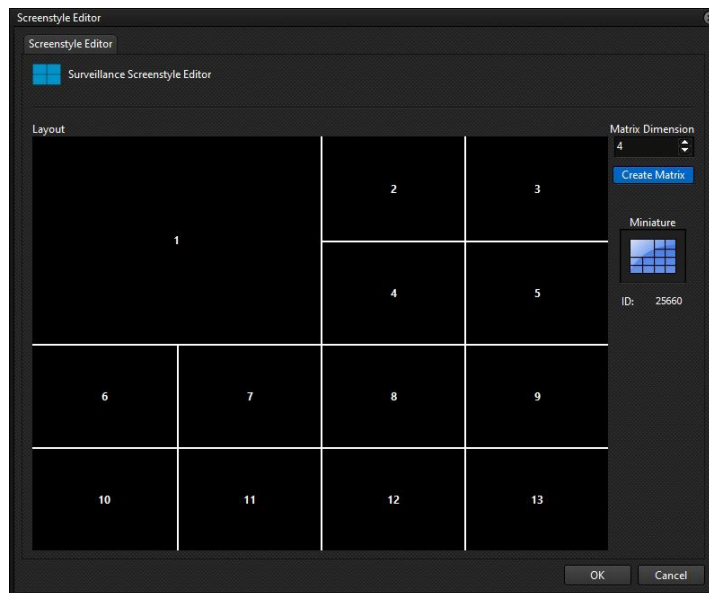 Screenstyle Editor
Screenstyle Editor
Surveillance Screenstyle Editor
Layout
Matrix Dimension
4
Create Matrix
Miniature
ID: 25660
1
2
3
4
5
6
7
8
9
10
11
12
13
OK
Cancel